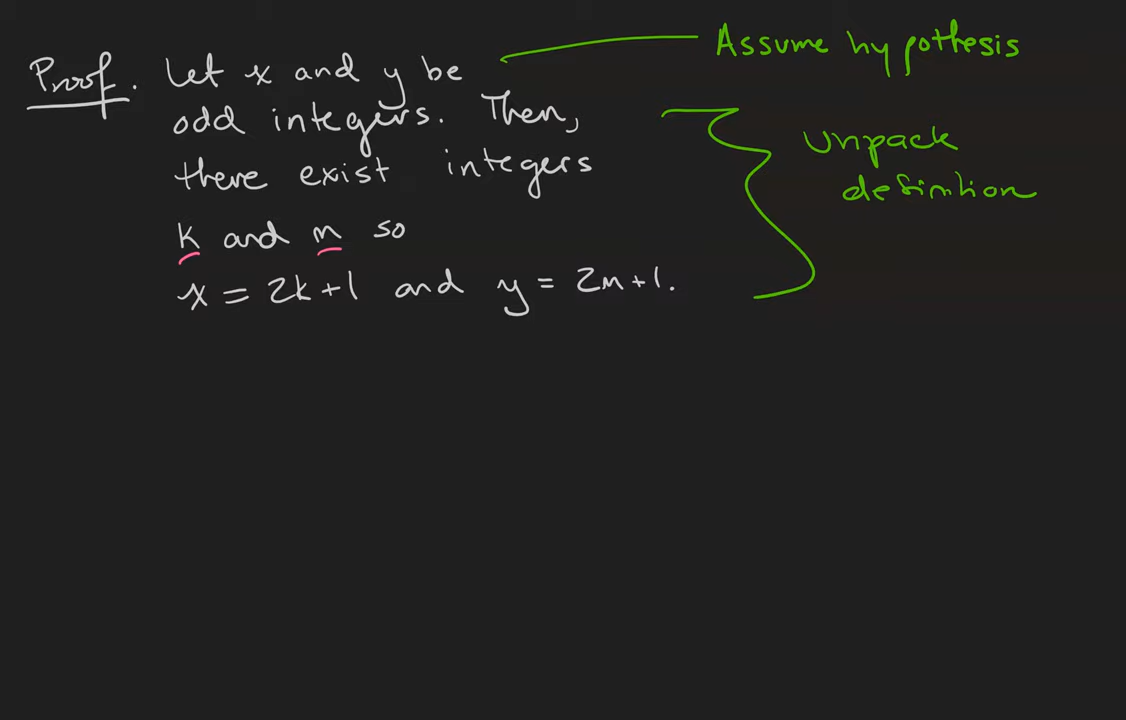 Proof. Let x and y be
odd integers. Then,
there exist integers
k and m so
x = 2k+1 and y = 2m+1.
Assume hypothesis
Unpack
definition